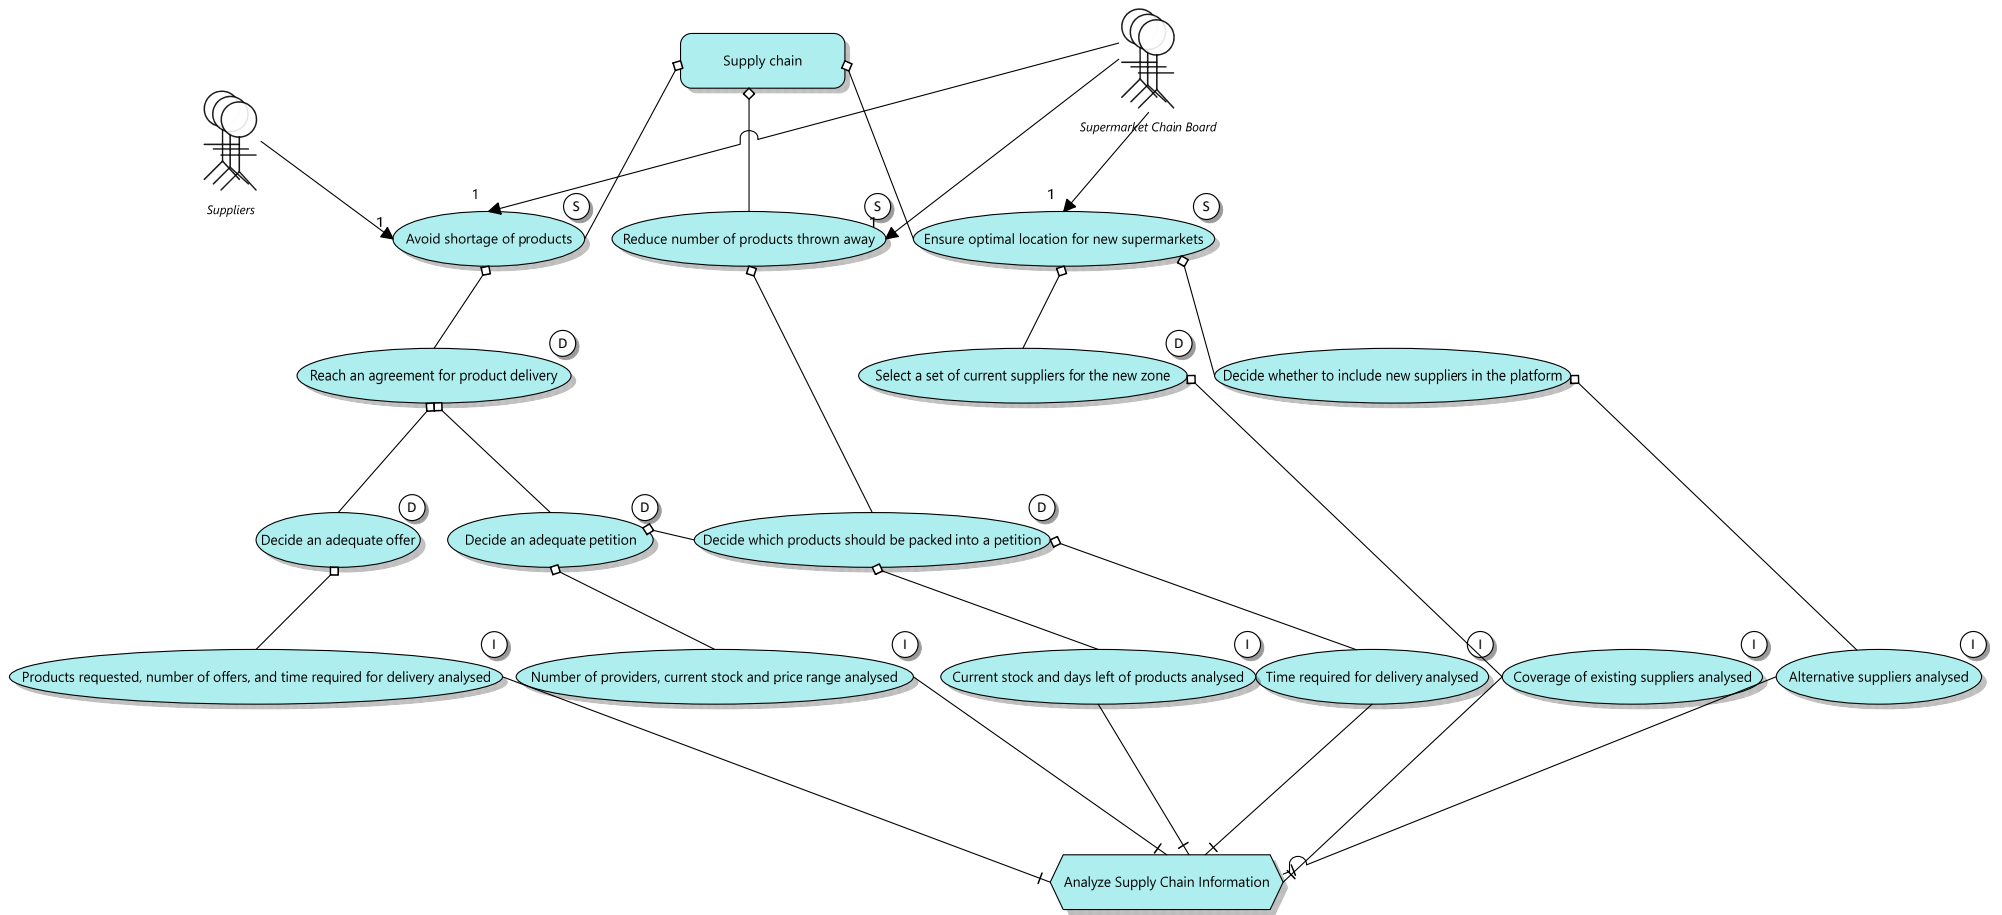 Supply chain
Supermarket Chain Board
Suppliers
1
1
1
1
S
S
S
Avoid shortage of products
Reduce number of products thrown away
Ensure optimal location for new supermarkets
D
D
Reach an agreement for product delivery
Select a set of current suppliers for the new zone
Decide whether to include new suppliers in the platform
D
D
D
Decide an adequate offer
Decide an adequate petition
Decide which products should be packed into a petition
I
I
I
I
I
I
Products requested, number of offers, and time required for delivery analysed
Number of providers, current stock and price range analysed
Current stock and days left of products analysed
Time required for delivery analysed
Coverage of existing suppliers analysed
Alternative suppliers analysed
Analyze Supply Chain Information